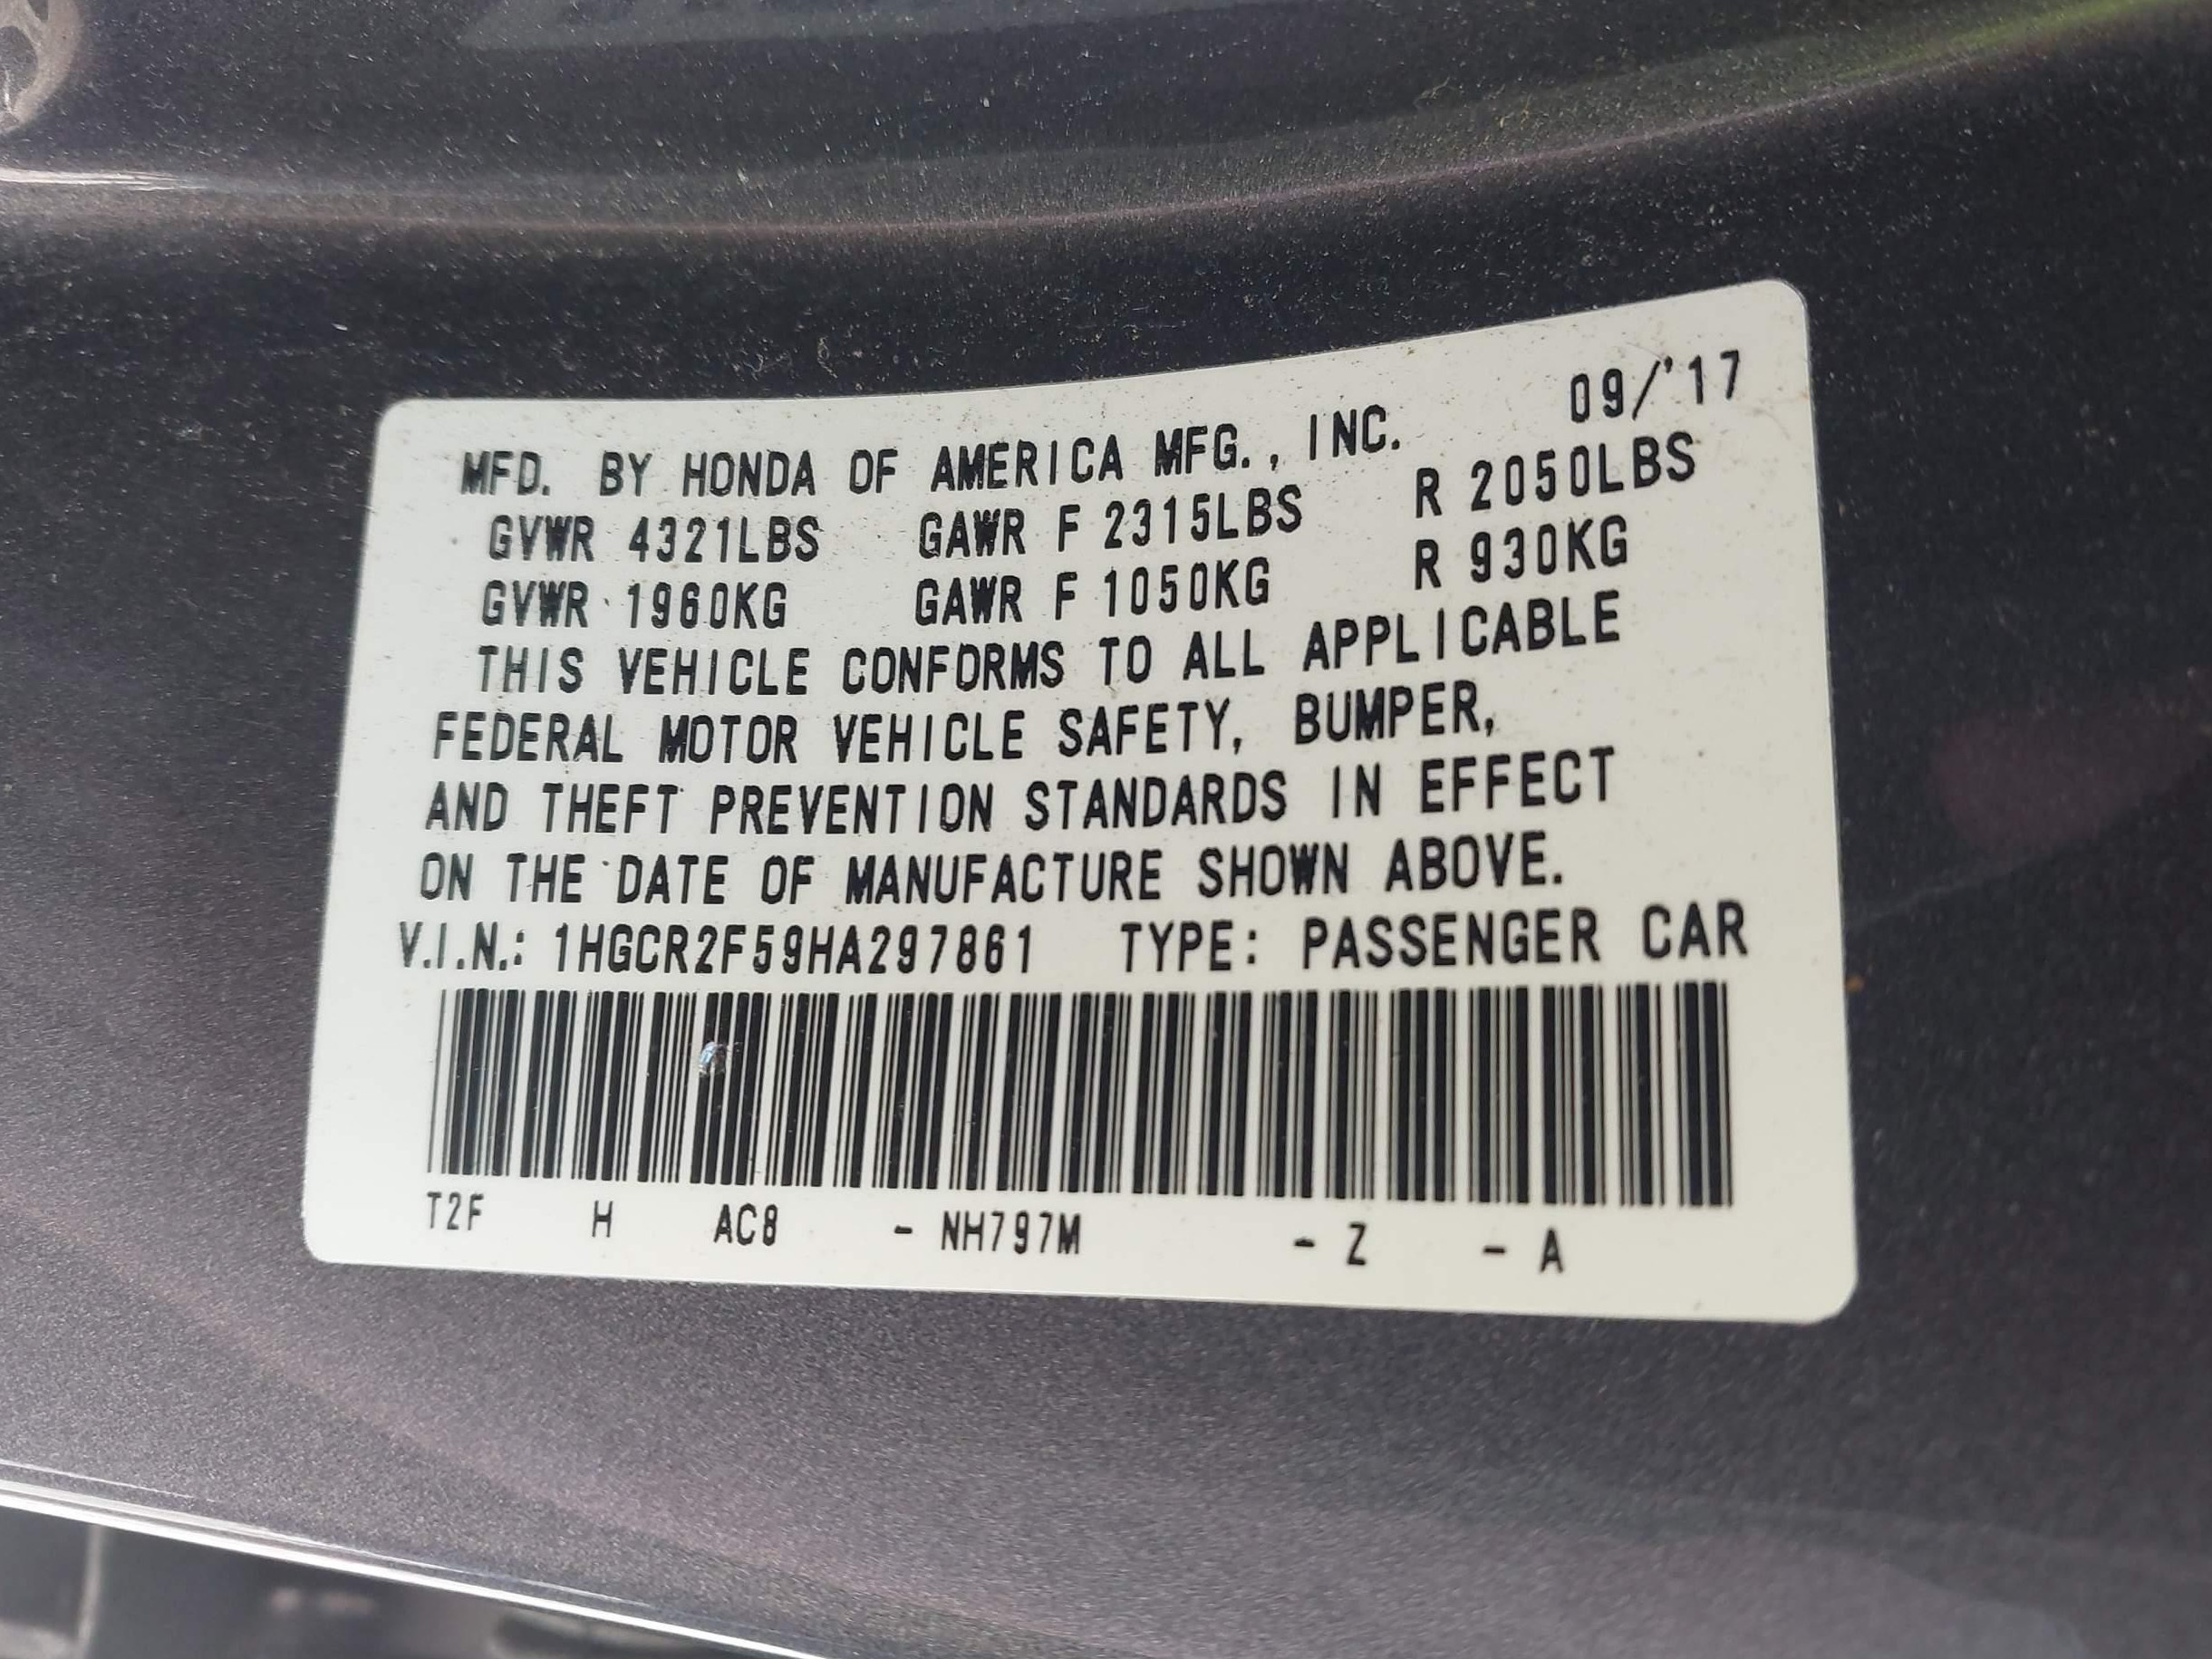 MFD. BY HONDA OF AMERICA MFG., INC. 09/'17
GVWR 4321LBS GAWR F 2315LBS R 2050LBS
GVWR 1960KG GAWR F 1050KG R 930KG
THIS VEHICLE CONFORMS TO ALL APPLICABLE
FEDERAL MOTOR VEHICLE SAFETY, BUMPER,
AND THEFT PREVENTION STANDARDS IN EFFECT
ON THE DATE OF MANUFACTURE SHOWN ABOVE.
V.I.N.: 1HGCR2F59HA297861 TYPE: PASSENGER CAR
T2F H AC8 - NH797M - Z - A